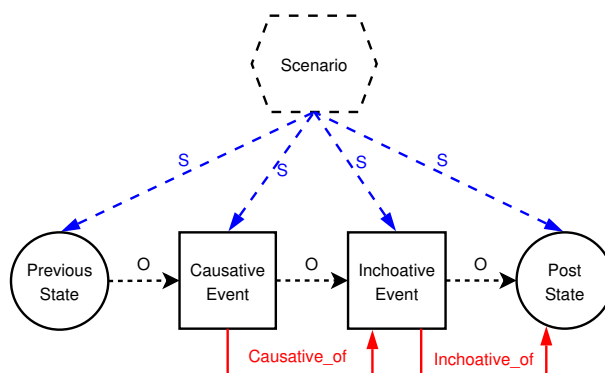 Scenario
S
S
S
S
Previous
State
O
Causative
Event
O
Inchoative
Event
O
Post
State
Causative_of
Inchoative_of